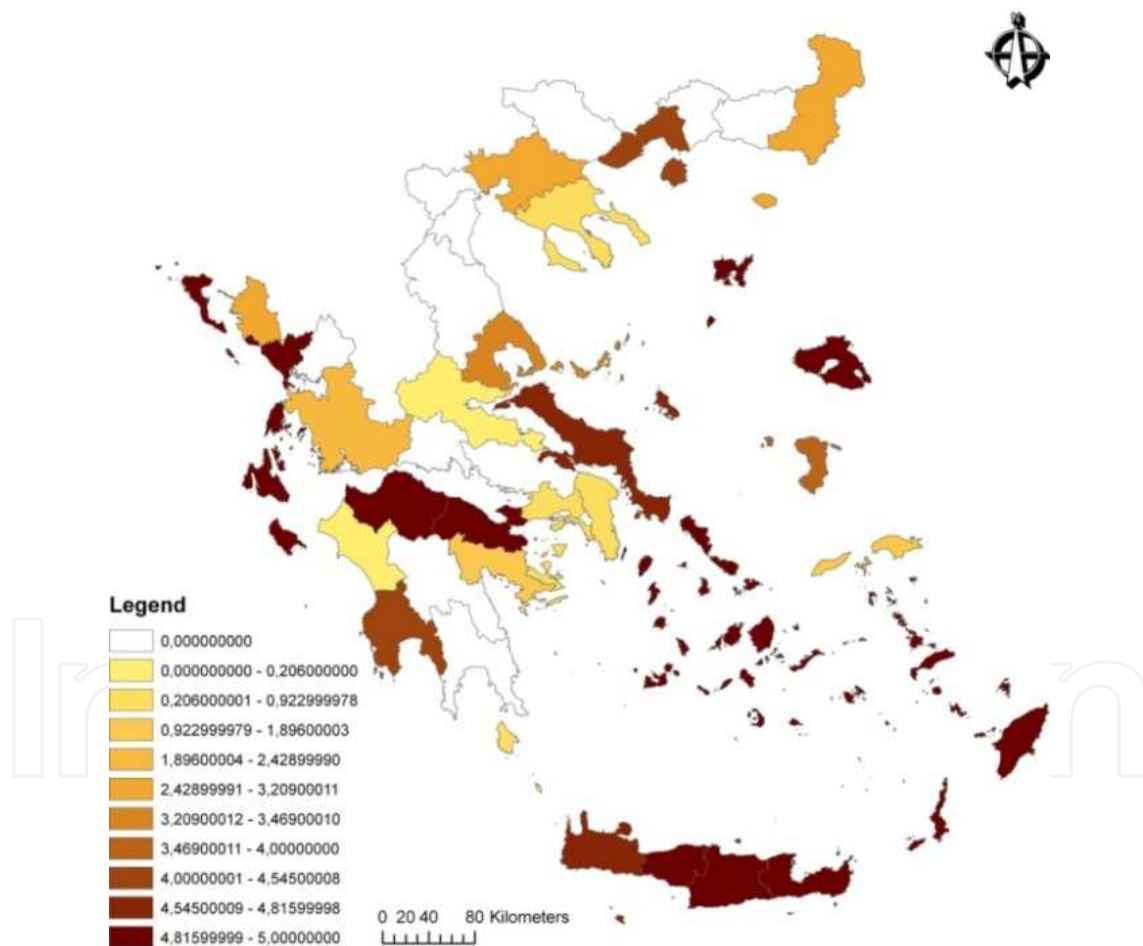 Legend
0,000000000
0,000000000 - 0,206000000
0,206000001 - 0,922999978
0,922999979 - 1,89600003
1,89600004 - 2,42899990
2,42899991 - 3,20900011
3,20900012 - 3,46900010
3,46900011 - 4,00000000
4,00000001 - 4,54500008
4,54500009 - 4,81599998
4,81599999 - 5,00000000
0 20 40 80 Kilometers